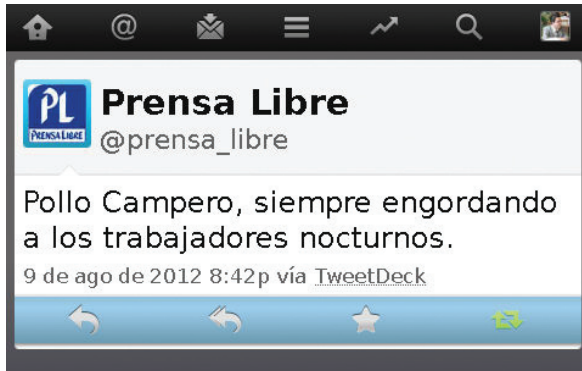 @
PL
PRENSA LIBRE
Prensa Libre
@prensa_libre
Pollo Campero, siempre engordando
a los trabajadores nocturnos.
9 de ago de 2012 8:42p vía TweetDeck